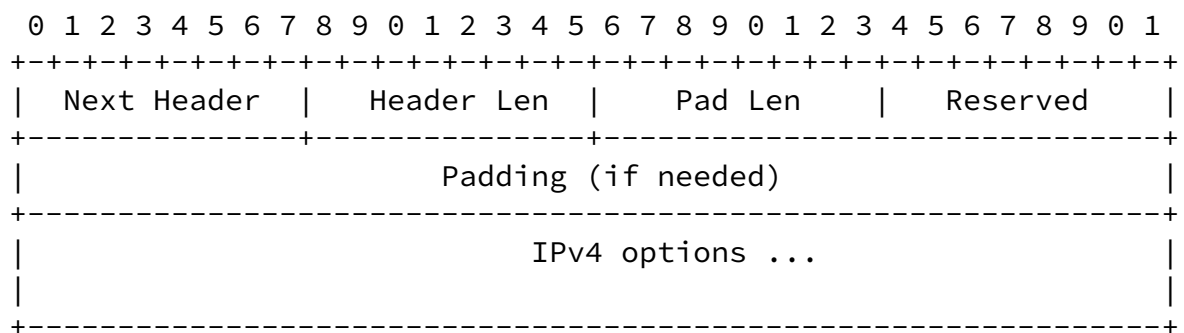 0 1 2 3 4 5 6 7 8 9 0 1 2 3 4 5 6 7 8 9 0 1 2 3 4 5 6 7 8 9 0 1
+-+-+-+-+-+-+-+-+-+-+-+-+-+-+-+-+-+-+-+-+-+-+-+-+-+-+-+-+-+-+-+-+
| Next Header | Header Len | Pad Len | Reserved |
+---------------+---------------+-------------------------------+
| Padding (if needed) |
+---------------------------------------------------------------+
| IPv4 options ... |
| |
+---------------------------------------------------------------+